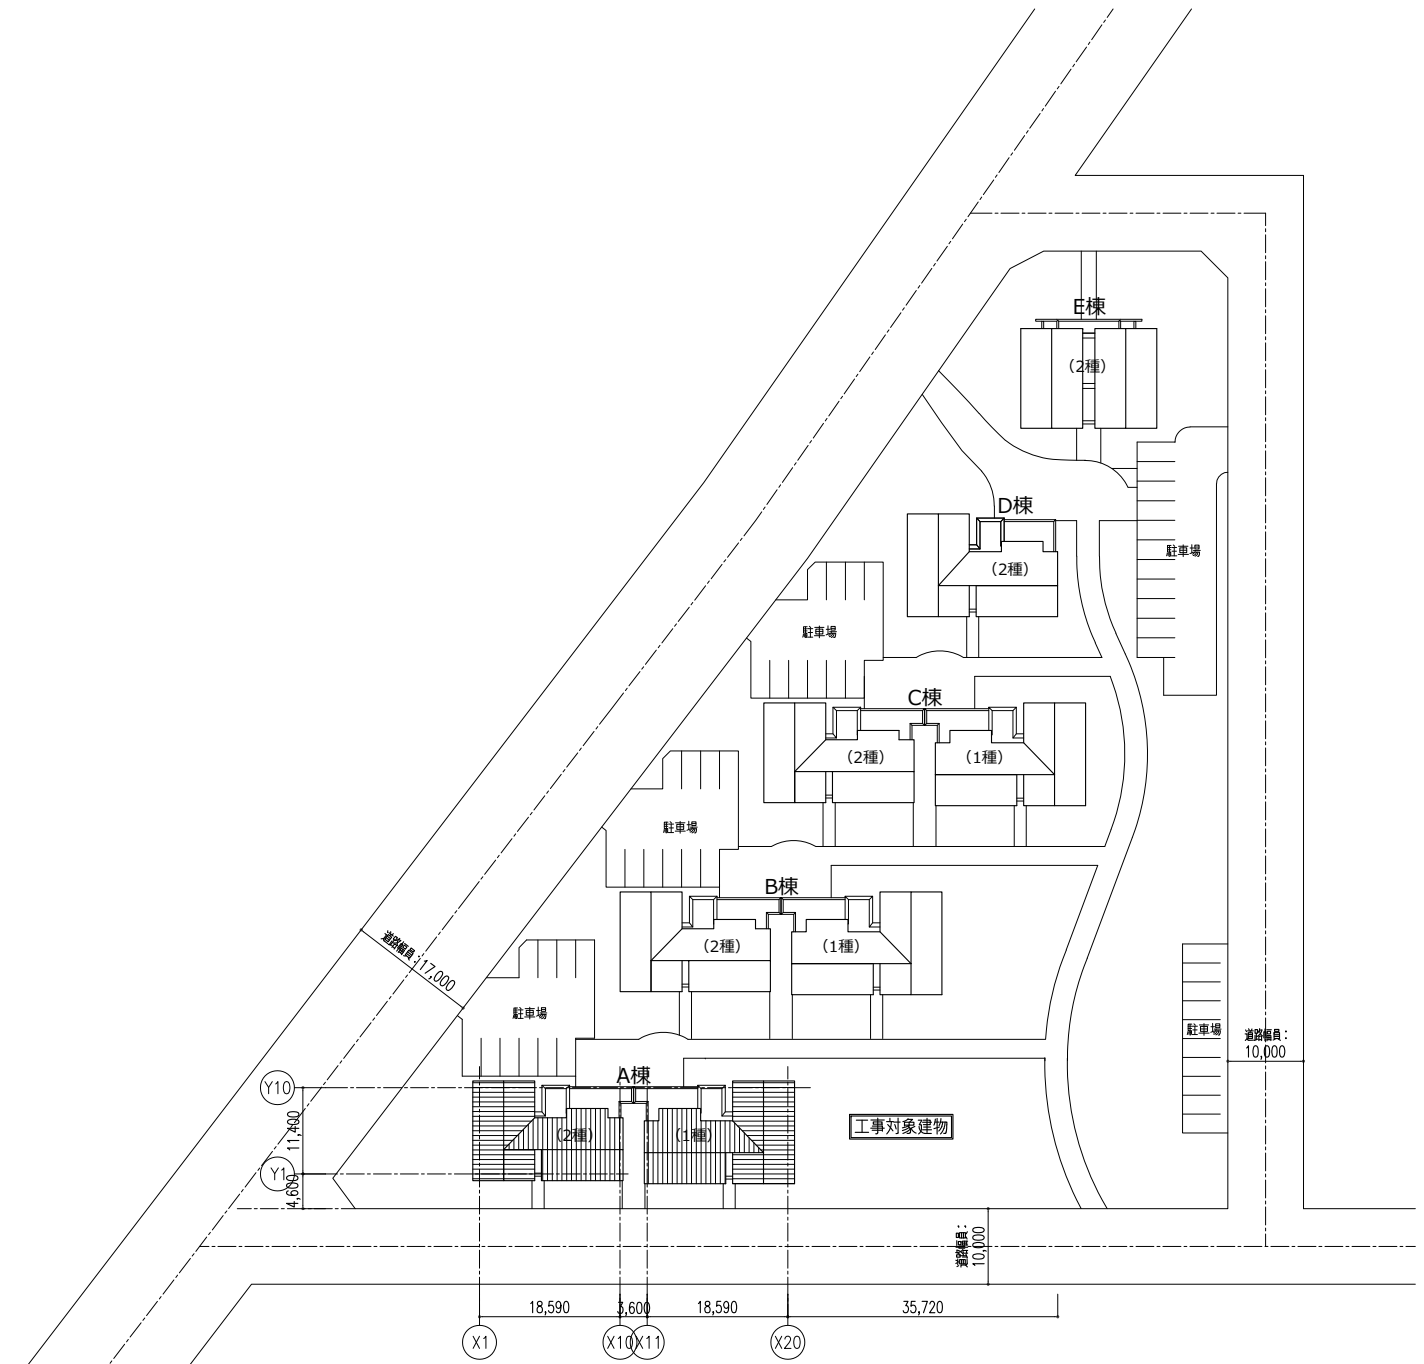 E棟
（2種）
D棟
（2種）
駐車場
駐車場
C棟
（2種）
（1種）
駐車場
B棟
（2種）
（1種）
道路幅員：17,000
駐車場
駐車場
道路幅員：
10,000
A棟
（2種）
（1種）
工事対象建物
Y10
11,400
Y1
4,600
道路幅員：
10,000
18,590
3,600
18,590
35,720
X1
X10
X11
X20